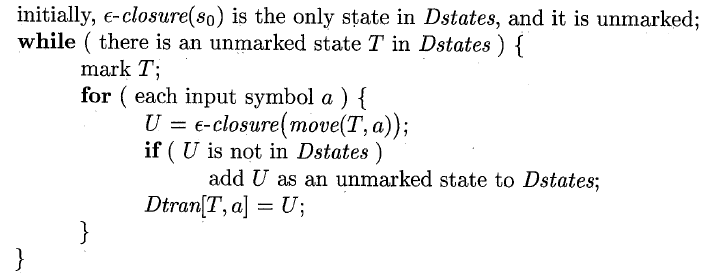 initially, ϵ-closure(s₀) is the only state in Dstates, and it is unmarked;
while ( there is an unmarked state T in Dstates ) {
mark T;
for ( each input symbol a ) {
U = ϵ-closure(move(T, a));
if ( U is not in Dstates )
add U as an unmarked state to Dstates;
Dtran[T, a] = U;
}
}